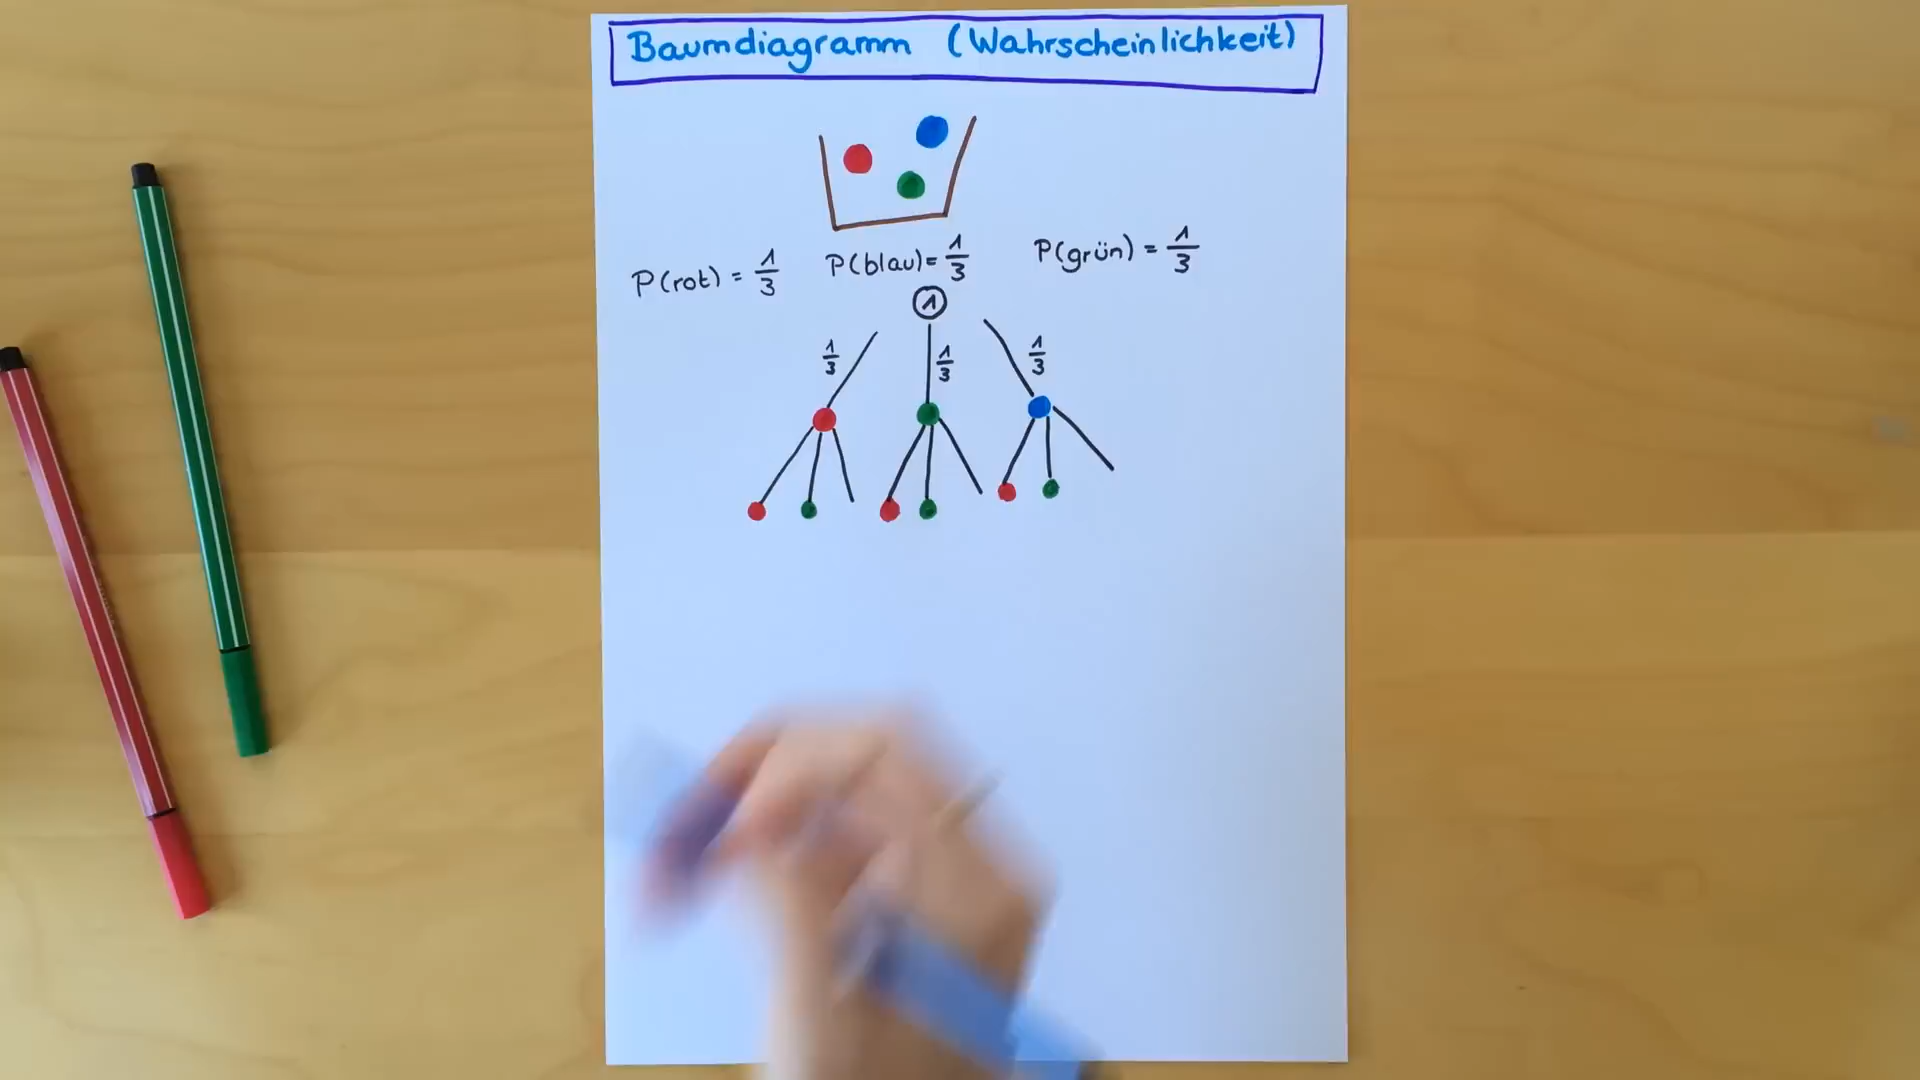 Baumdiagramm (Wahrscheinlichkeit)
P(rot) = 1/3 P(blau) = 1/3 P(grün) = 1/3
1
1/3 1/3 1/3